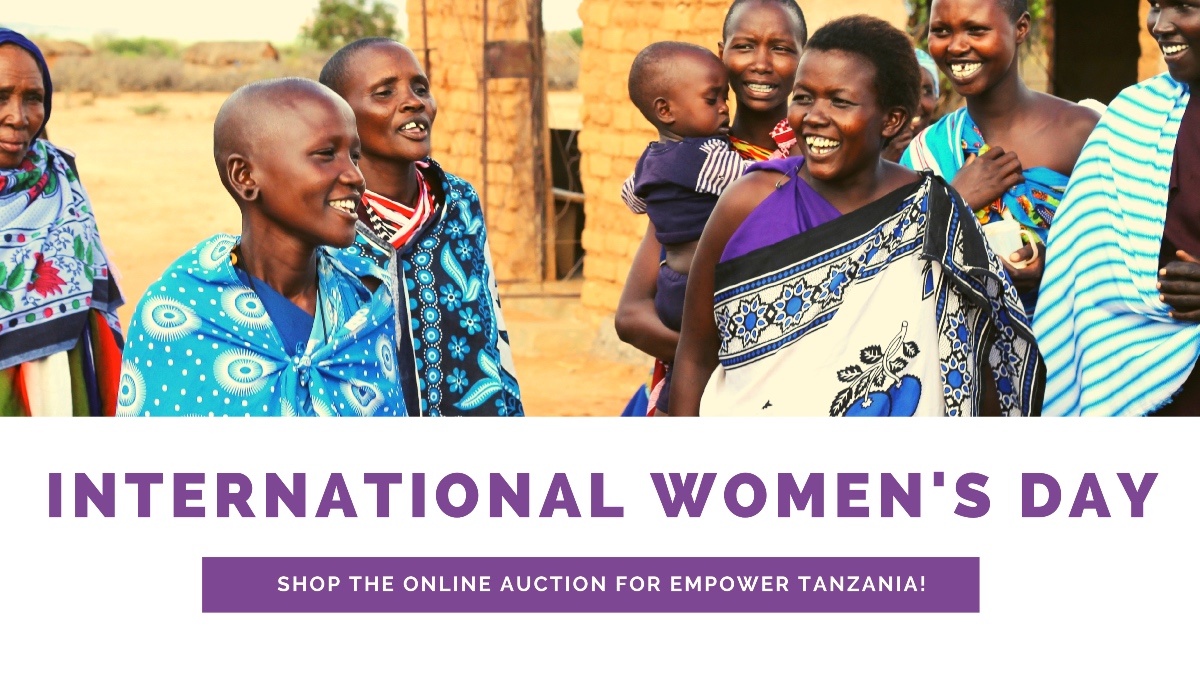 INTERNATIONAL WOMEN'S DAY
SHOP THE ONLINE AUCTION FOR EMPOWER TANZANIA!